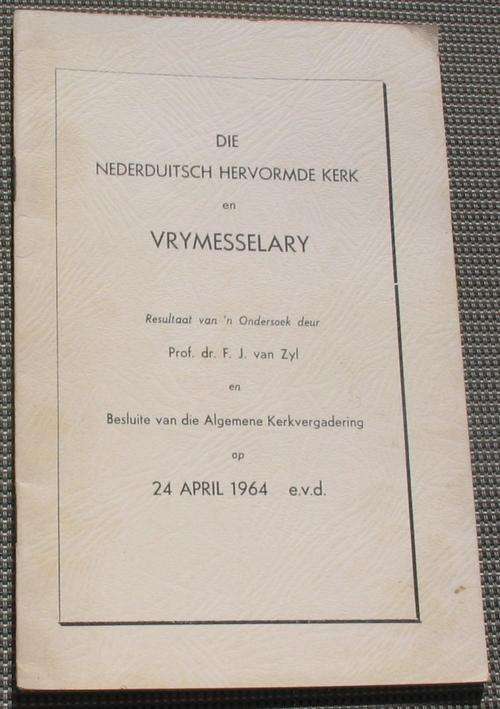 DIE
NEDERDUITSCH HERVORMDE KERK
en
VRYMESSELARY
Resultaat van 'n Ondersoek deur
Prof. dr. F. J. van Zyl
en
Besluite van die Algemene Kerkvergadering
op
24 APRIL 1964 e.v.d.